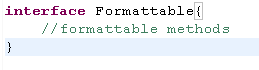 interface Formattable{
//formattable methods
}